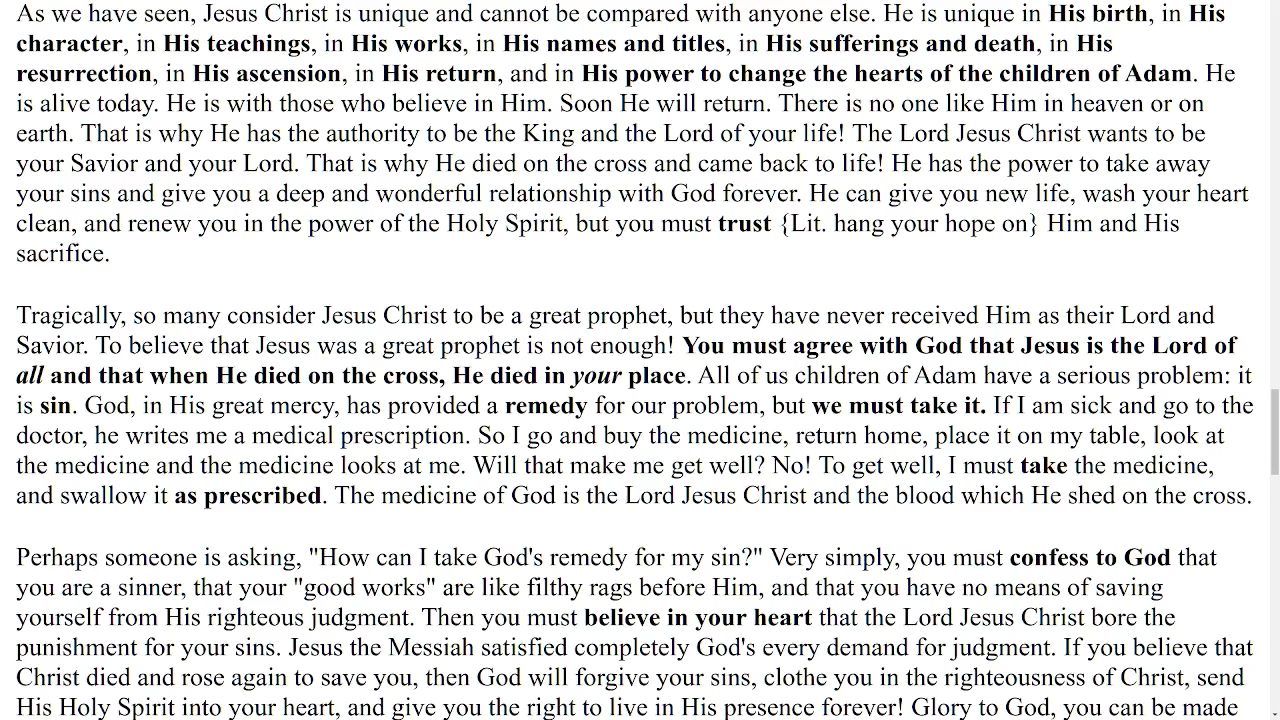 As we have seen, Jesus Christ is unique and cannot be compared with anyone else. He is unique in His birth, in His
character, in His teachings, in His works, in His names and titles, in His sufferings and death, in His
resurrection, in His ascension, in His return, and in His power to change the hearts of the children of Adam. He
is alive today. He is with those who believe in Him. Soon He will return. There is no one like Him in heaven or on
earth. That is why He has the authority to be the King and the Lord of your life! The Lord Jesus Christ wants to be
your Savior and your Lord. That is why He died on the cross and came back to life! He has the power to take away
your sins and give you a deep and wonderful relationship with God forever. He can give you new life, wash your heart
clean, and renew you in the power of the Holy Spirit, but you must trust {Lit. hang your hope on} Him and His
sacrifice.
Tragically, so many consider Jesus Christ to be a great prophet, but they have never received Him as their Lord and
Savior. To believe that Jesus was a great prophet is not enough! You must agree with God that Jesus is the Lord of
all and that when He died on the cross, He died in your place. All of us children of Adam have a serious problem: it
is sin. God, in His great mercy, has provided a remedy for our problem, but we must take it. If I am sick and go to the
doctor, he writes me a medical prescription. So I go and buy the medicine, return home, place it on my table, look at
the medicine and the medicine looks at me. Will that make me get well? No! To get well, I must take the medicine,
and swallow it as prescribed. The medicine of God is the Lord Jesus Christ and the blood which He shed on the cross.
Perhaps someone is asking, "How can I take God's remedy for my sin?" Very simply, you must confess to God that
you are a sinner, that your "good works" are like filthy rags before Him, and that you have no means of saving
yourself from His righteous judgment. Then you must believe in your heart that the Lord Jesus Christ bore the
punishment for your sins. Jesus the Messiah satisfied completely God's every demand for judgment. If you believe that
Christ died and rose again to save you, then God will forgive your sins, clothe you in the righteousness of Christ, send
His Holy Spirit into your heart, and give you the right to live in His presence forever! Glory to God, you can be made